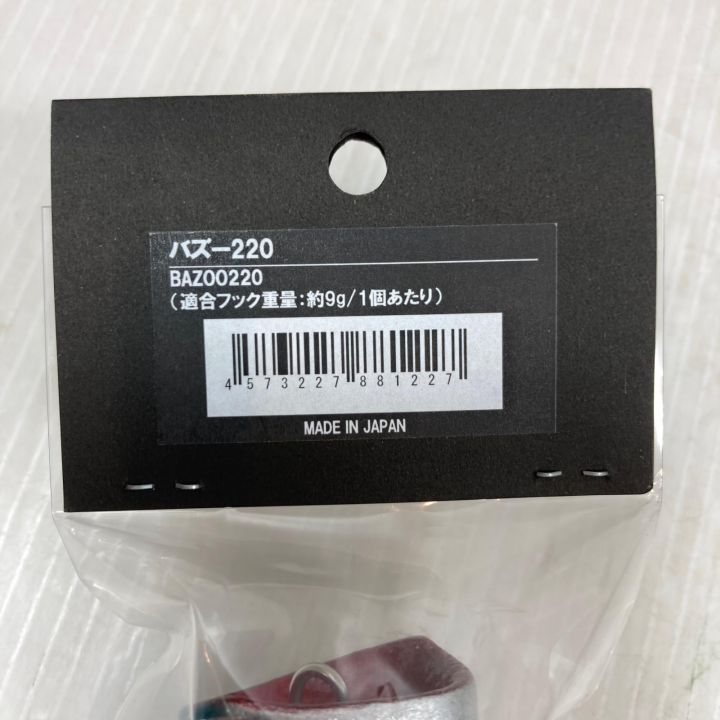 バズー220
BAZOO220
（適合フック重量：約9g/1個あたり）
4 573227 881227
MADE IN JAPAN